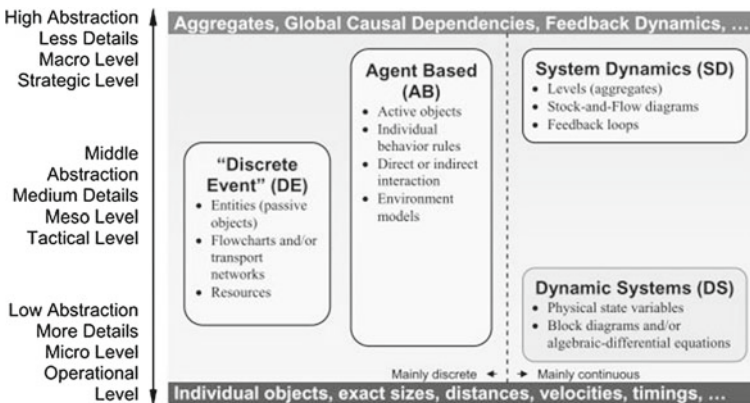 High Abstraction
Less Details
Macro Level
Strategic Level
Middle
Abstraction
Medium Details
Meso Level
Tactical Level
Low Abstraction
More Details
Micro Level
Operational
Level
Aggregates, Global Causal Dependencies, Feedback Dynamics, ...
"Discrete
Event" (DE)
• Entities (passive
objects)
• Flowcharts and/or
transport
networks
• Resources
Agent Based
(AB)
• Active objects
• Individual
behavior rules
• Direct or indirect
interaction
• Environment
models
System Dynamics (SD)
• Levels (aggregates)
• Stock-and-Flow diagrams
• Feedback loops
Dynamic Systems (DS)
• Physical state variables
• Block diagrams and/or
algebraic-differential equations
Mainly discrete
Mainly continuous
Individual objects, exact sizes, distances, velocities, timings, ...